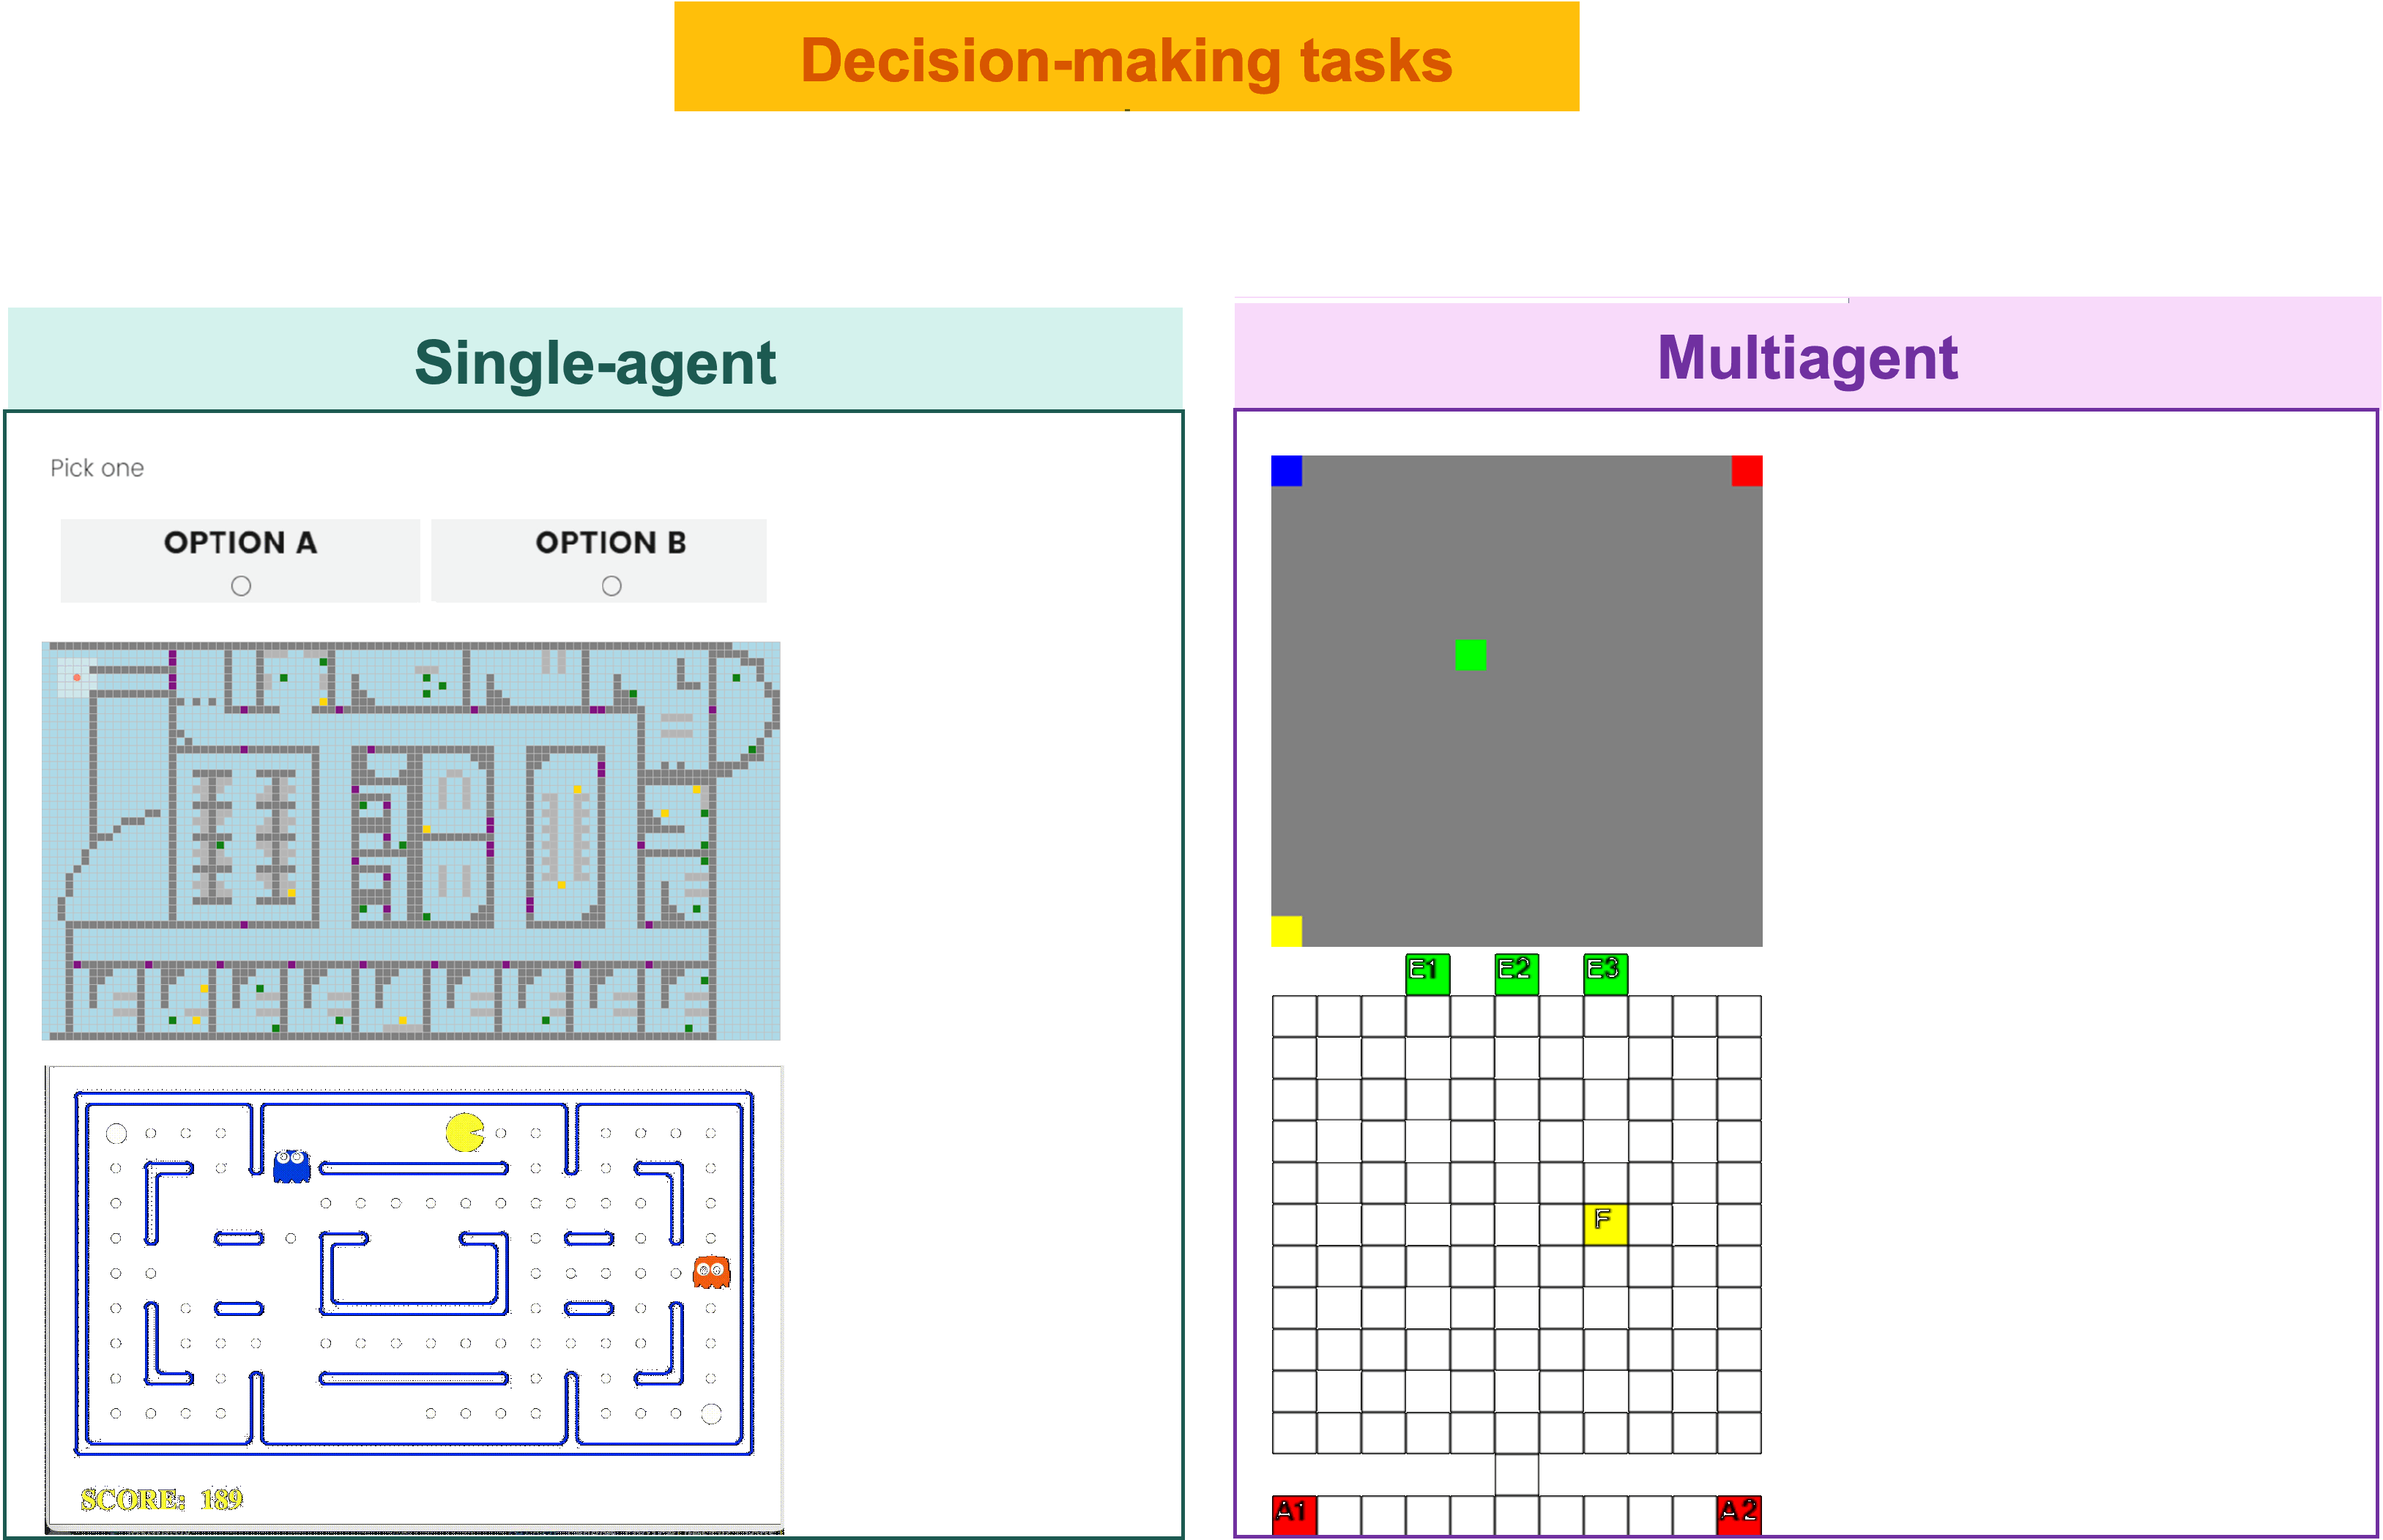 Decision-making tasks
Single-agent
Multiagent
Pick one
OPTION A
OPTION B
SCORE: 189
E1
E2
E3
F
A1
A2